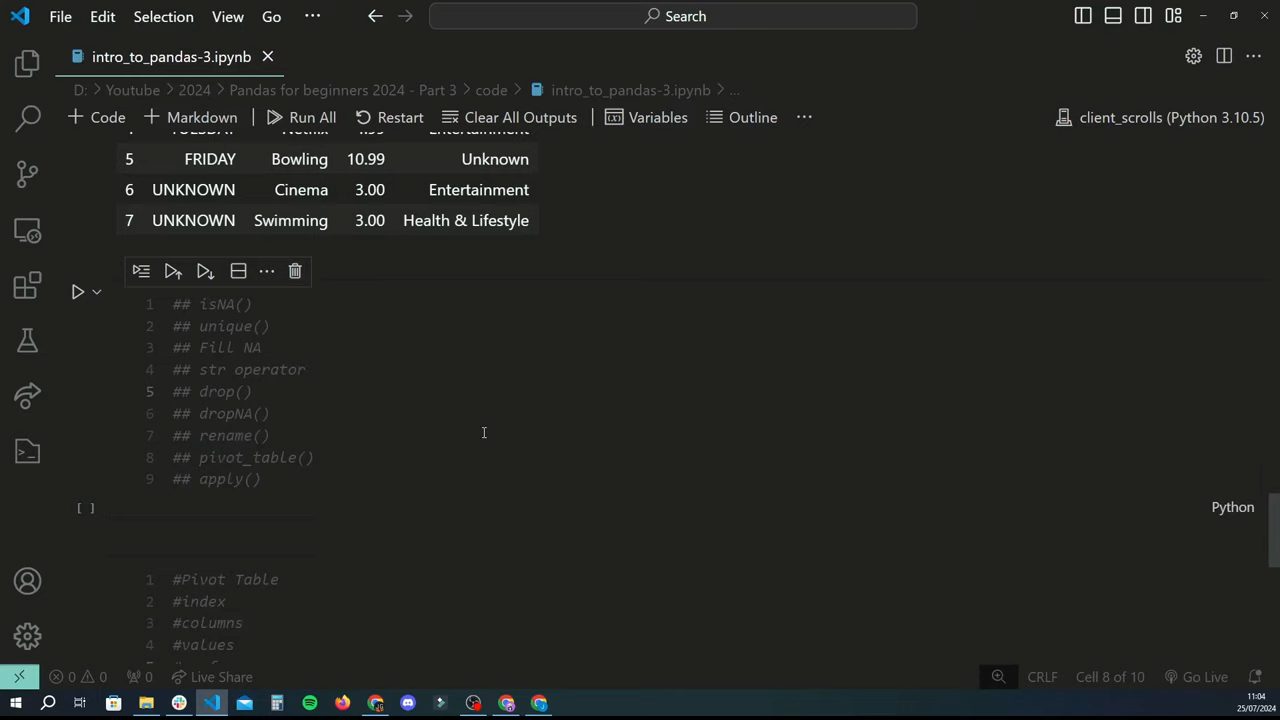 File Edit Selection View Go ··· Search
intro_to_pandas-3.ipynb
D: > Youtube > 2024 > Pandas for beginners 2024 - Part 3 > code > intro_to_pandas-3.ipynb > ...
+ Code + Markdown Run All Restart Clear All Outputs Variables Outline ··· client_scrolls (Python 3.10.5)
5 FRIDAY Bowling 10.99 Unknown
6 UNKNOWN Cinema 3.00 Entertainment
7 UNKNOWN Swimming 3.00 Health & Lifestyle
1 ## isNA()
2 ## unique()
3 ## Fill NA
4 ## str operator
5 ## drop()
6 ## dropNA()
7 ## rename()
8 ## pivot_table()
9 ## apply()
[ ] Python
1 #Pivot Table
2 #index
3 #columns
4 #values
0 0 0 Live Share CRLF Cell 8 of 10 Go Live
11:04
25/07/2024